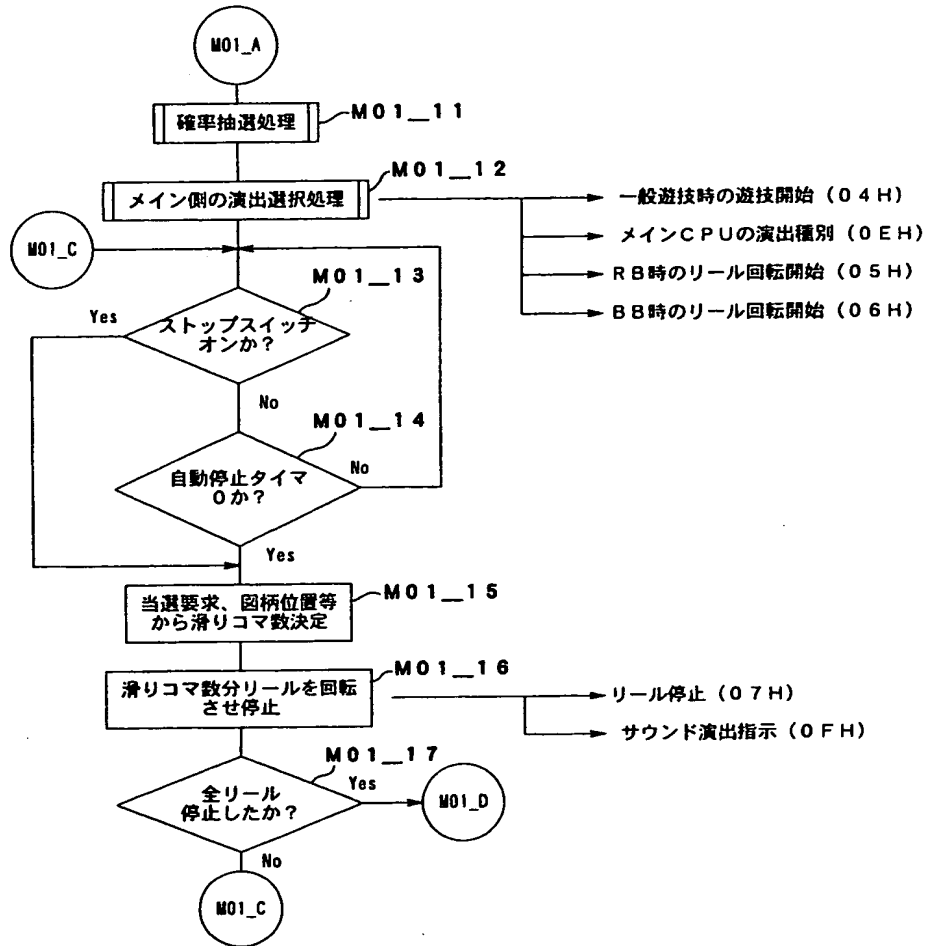 M01_A
確率抽選処理
M01__11
メイン側の演出選択処理
M01__12
一般遊技時の遊技開始(04H)
メインCPUの演出種別(0EH)
RB時のリール回転開始(05H)
BB時のリール回転開始(06H)
M01_C
M01__13
Yes
ストップスイッチ
オンか?
No
M01__14
自動停止タイマ
0か?
No
Yes
当選要求、図柄位置等
から滑りコマ数決定
M01__15
滑りコマ数分リールを回転
させ停止
M01__16
リール停止(07H)
サウンド演出指示(0FH)
M01__17
全リール
停止したか?
Yes
M01_D
No
M01_C